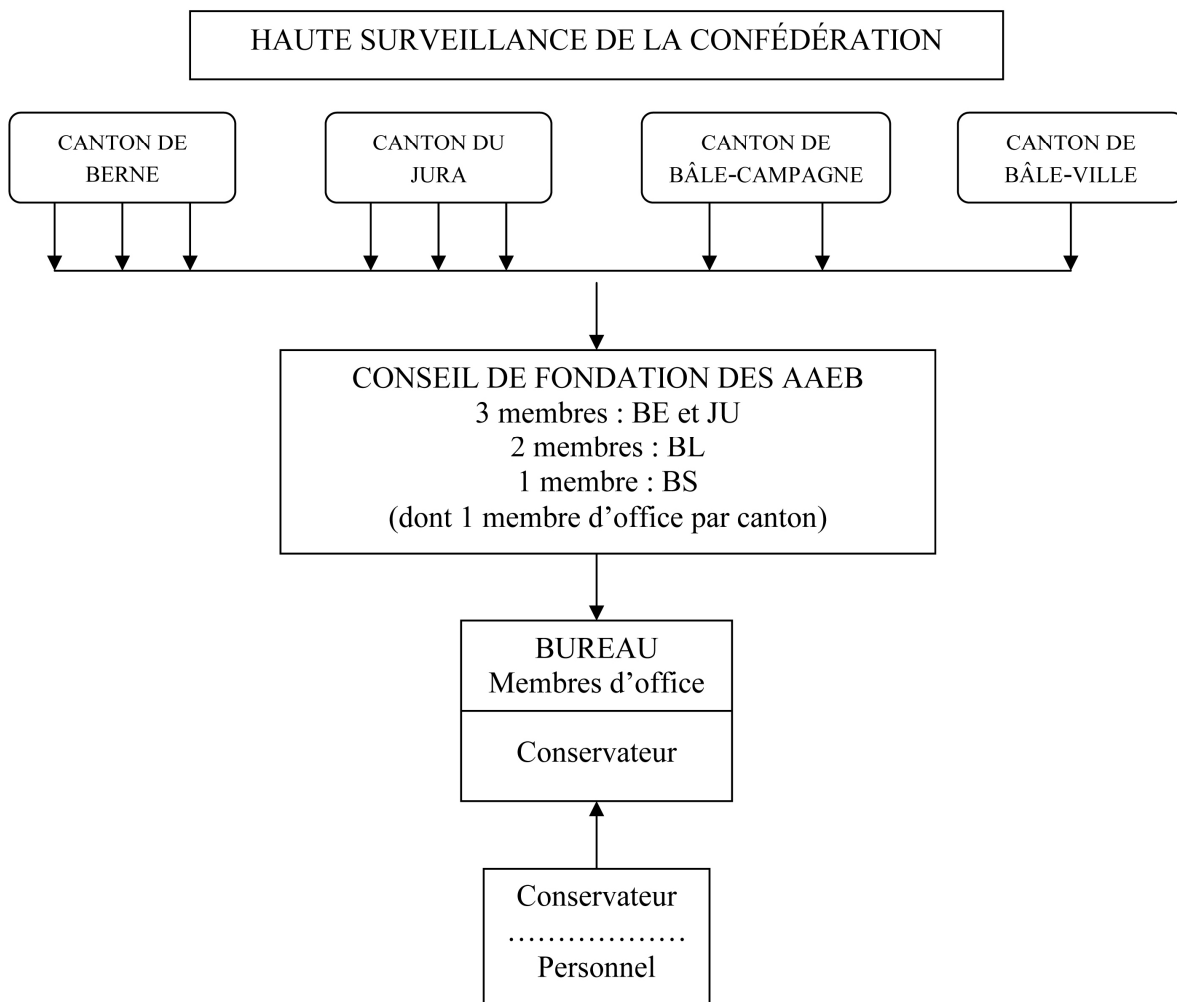 HAUTE SURVEILLANCE DE LA CONFÉDÉRATION
CANTON DE
BERNE
CANTON DU
JURA
CANTON DE
BÂLE-CAMPAGNE
CANTON DE
BÂLE-VILLE
CONSEIL DE FONDATION DES AAEB
3 membres : BE et JU
2 membres : BL
1 membre : BS
(dont 1 membre d’office par canton)
BUREAU
Membres d’office
Conservateur
Conservateur
………………
Personnel